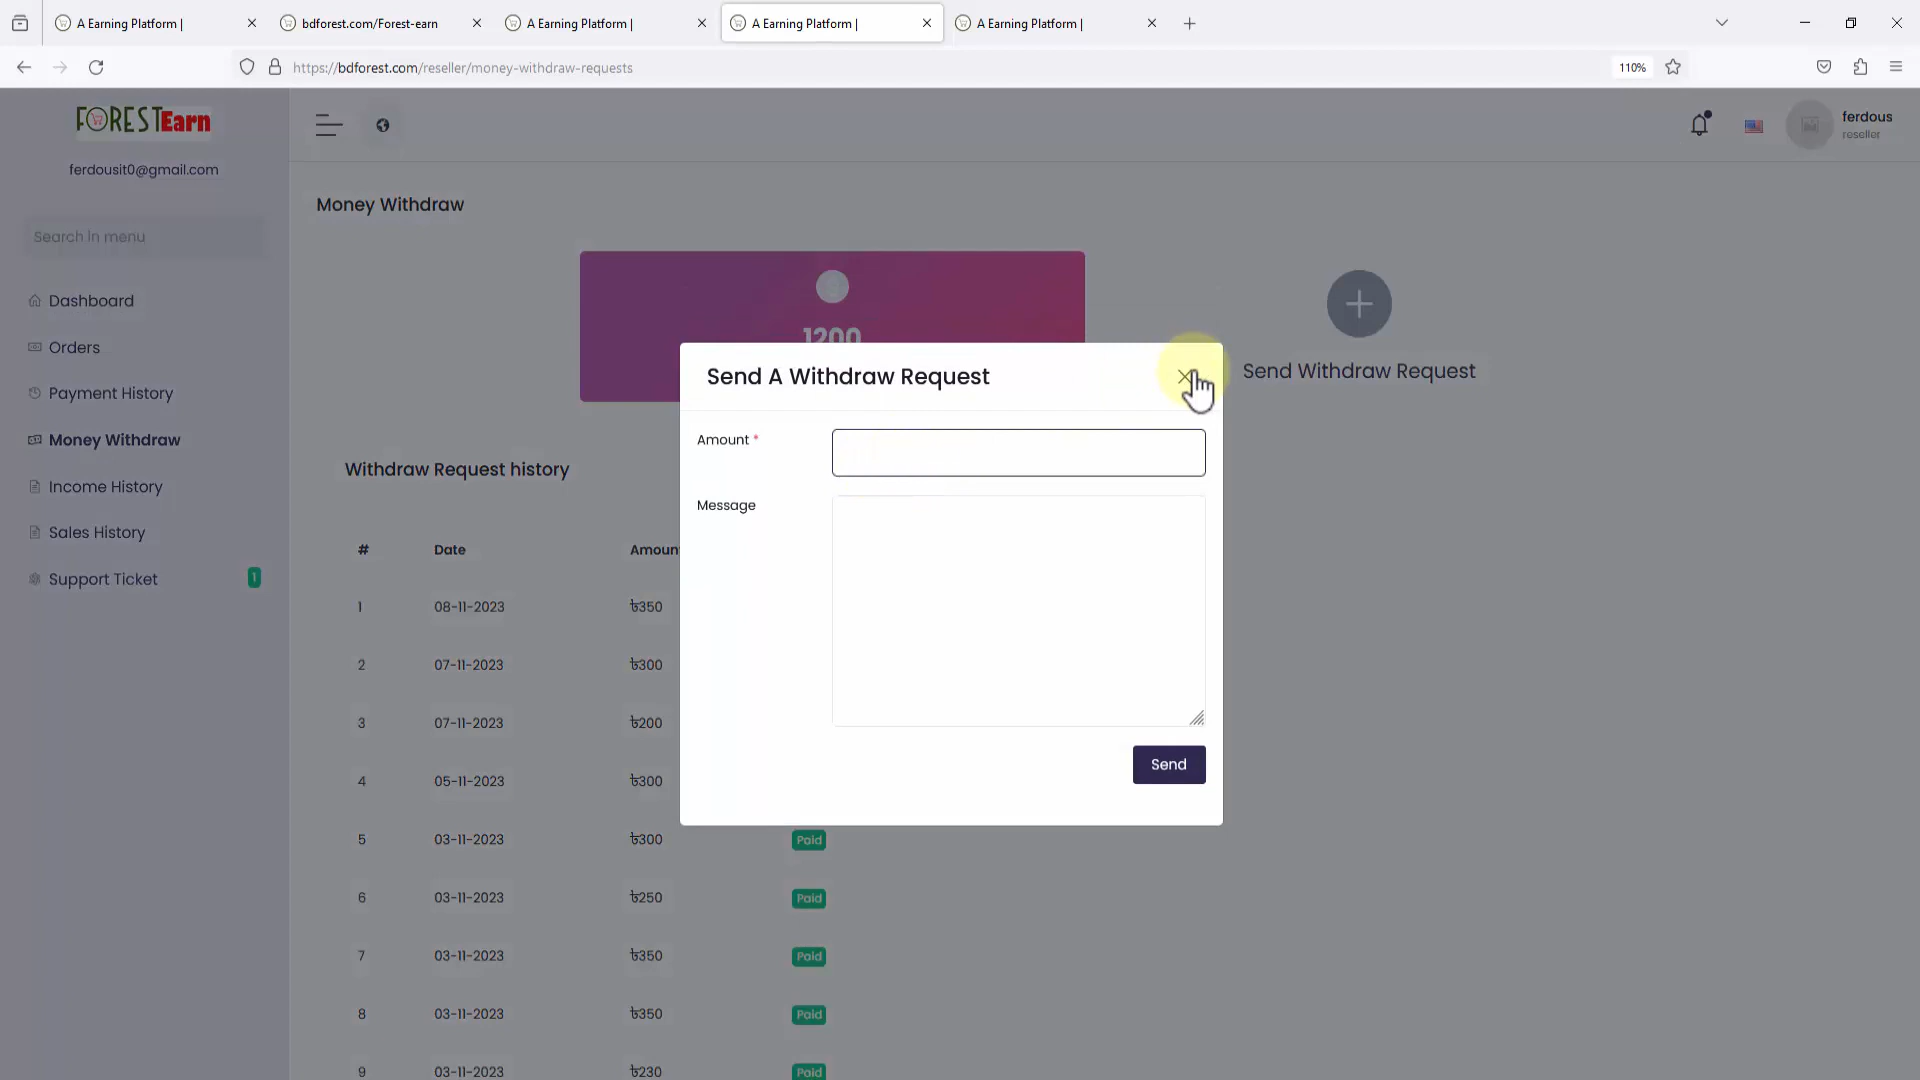 A Earning Platform |
bdforest.com/Forest-earn
A Earning Platform |
A Earning Platform |
A Earning Platform |
https://bdforest.com/reseller/money-withdraw-requests
110%
FORESTEarn
ferdousit0@gmail.com
Search in menu
Dashboard
Orders
Payment History
Money Withdraw
Income History
Sales History
Support Ticket
1
ferdous
reseller
Money Withdraw
1200
Send Withdraw Request
Send A Withdraw Request
Amount *
Message
Send
Withdraw Request history
# Date Amoun
1 08-11-2023 ৳350
2 07-11-2023 ৳300
3 07-11-2023 ৳200
4 05-11-2023 ৳300
5 03-11-2023 ৳300 Paid
6 03-11-2023 ৳250 Paid
7 03-11-2023 ৳350 Paid
8 03-11-2023 ৳350 Paid
9 03-11-2023 ৳230 Paid